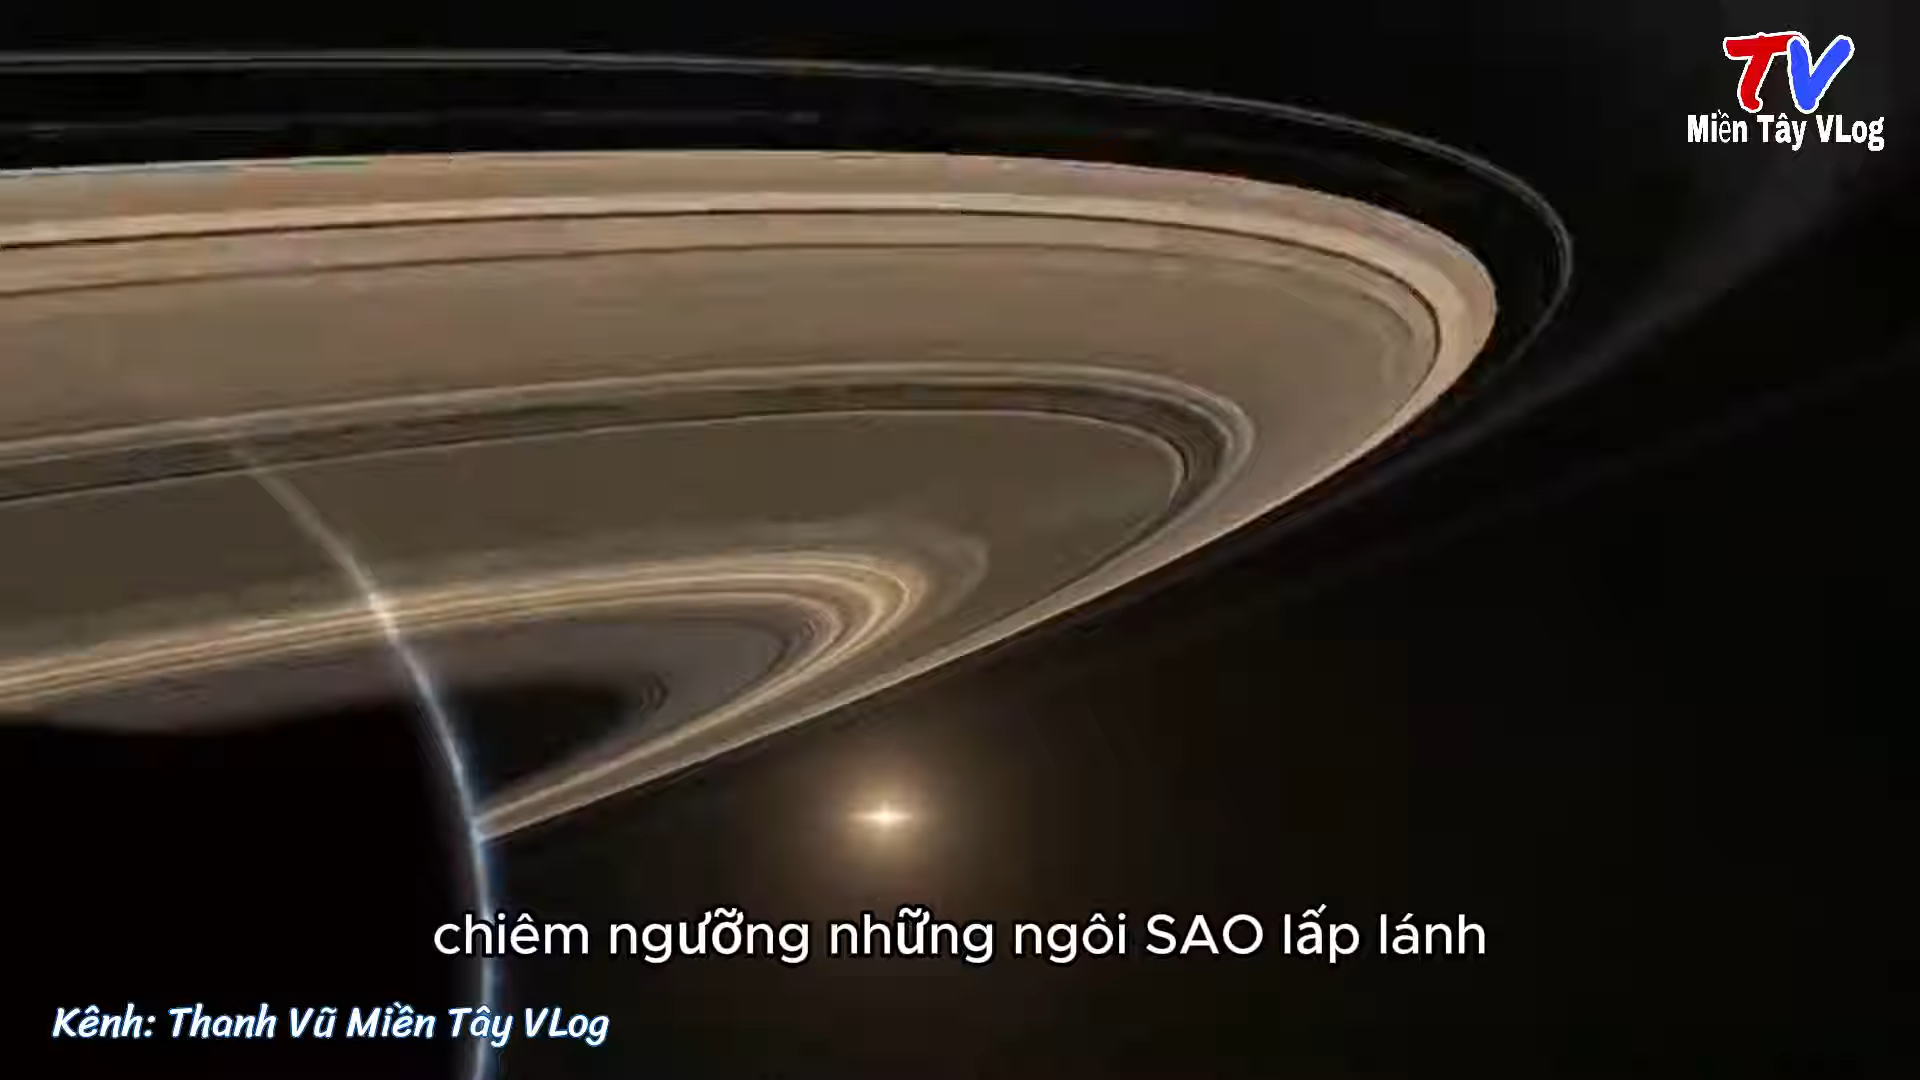 TV
Miền Tây VLog
chiêm ngưỡng những ngôi SAO lấp lánh
Kênh: Thanh Vũ Miền Tây VLog